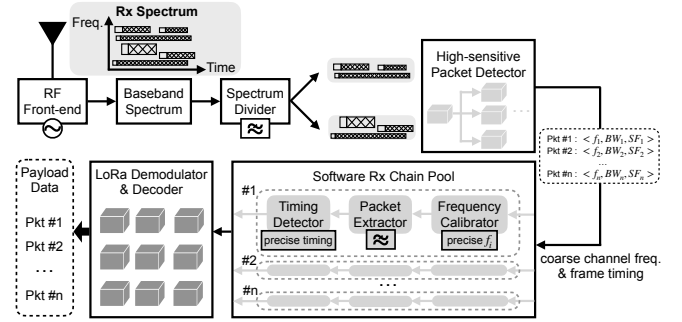 Rx Spectrum
Freq.
Time
RF
Front-end
Baseband
Spectrum
Spectrum
Divider
≈
High-sensitive
Packet Detector
...
Pkt #1 : < f1, BW1, SF1 >
Pkt #2 : < f2, BW2, SF2 >
...
Pkt #n : < fn, BWn, SFn >
Payload
Data
Pkt #1
Pkt #2
...
Pkt #n
LoRa Demodulator
& Decoder
Software Rx Chain Pool
#1
Timing
Detector
precise timing
Packet
Extractor
≈
Frequency
Calibrator
precise fi
#2
...
#n
coarse channel freq.
& frame timing